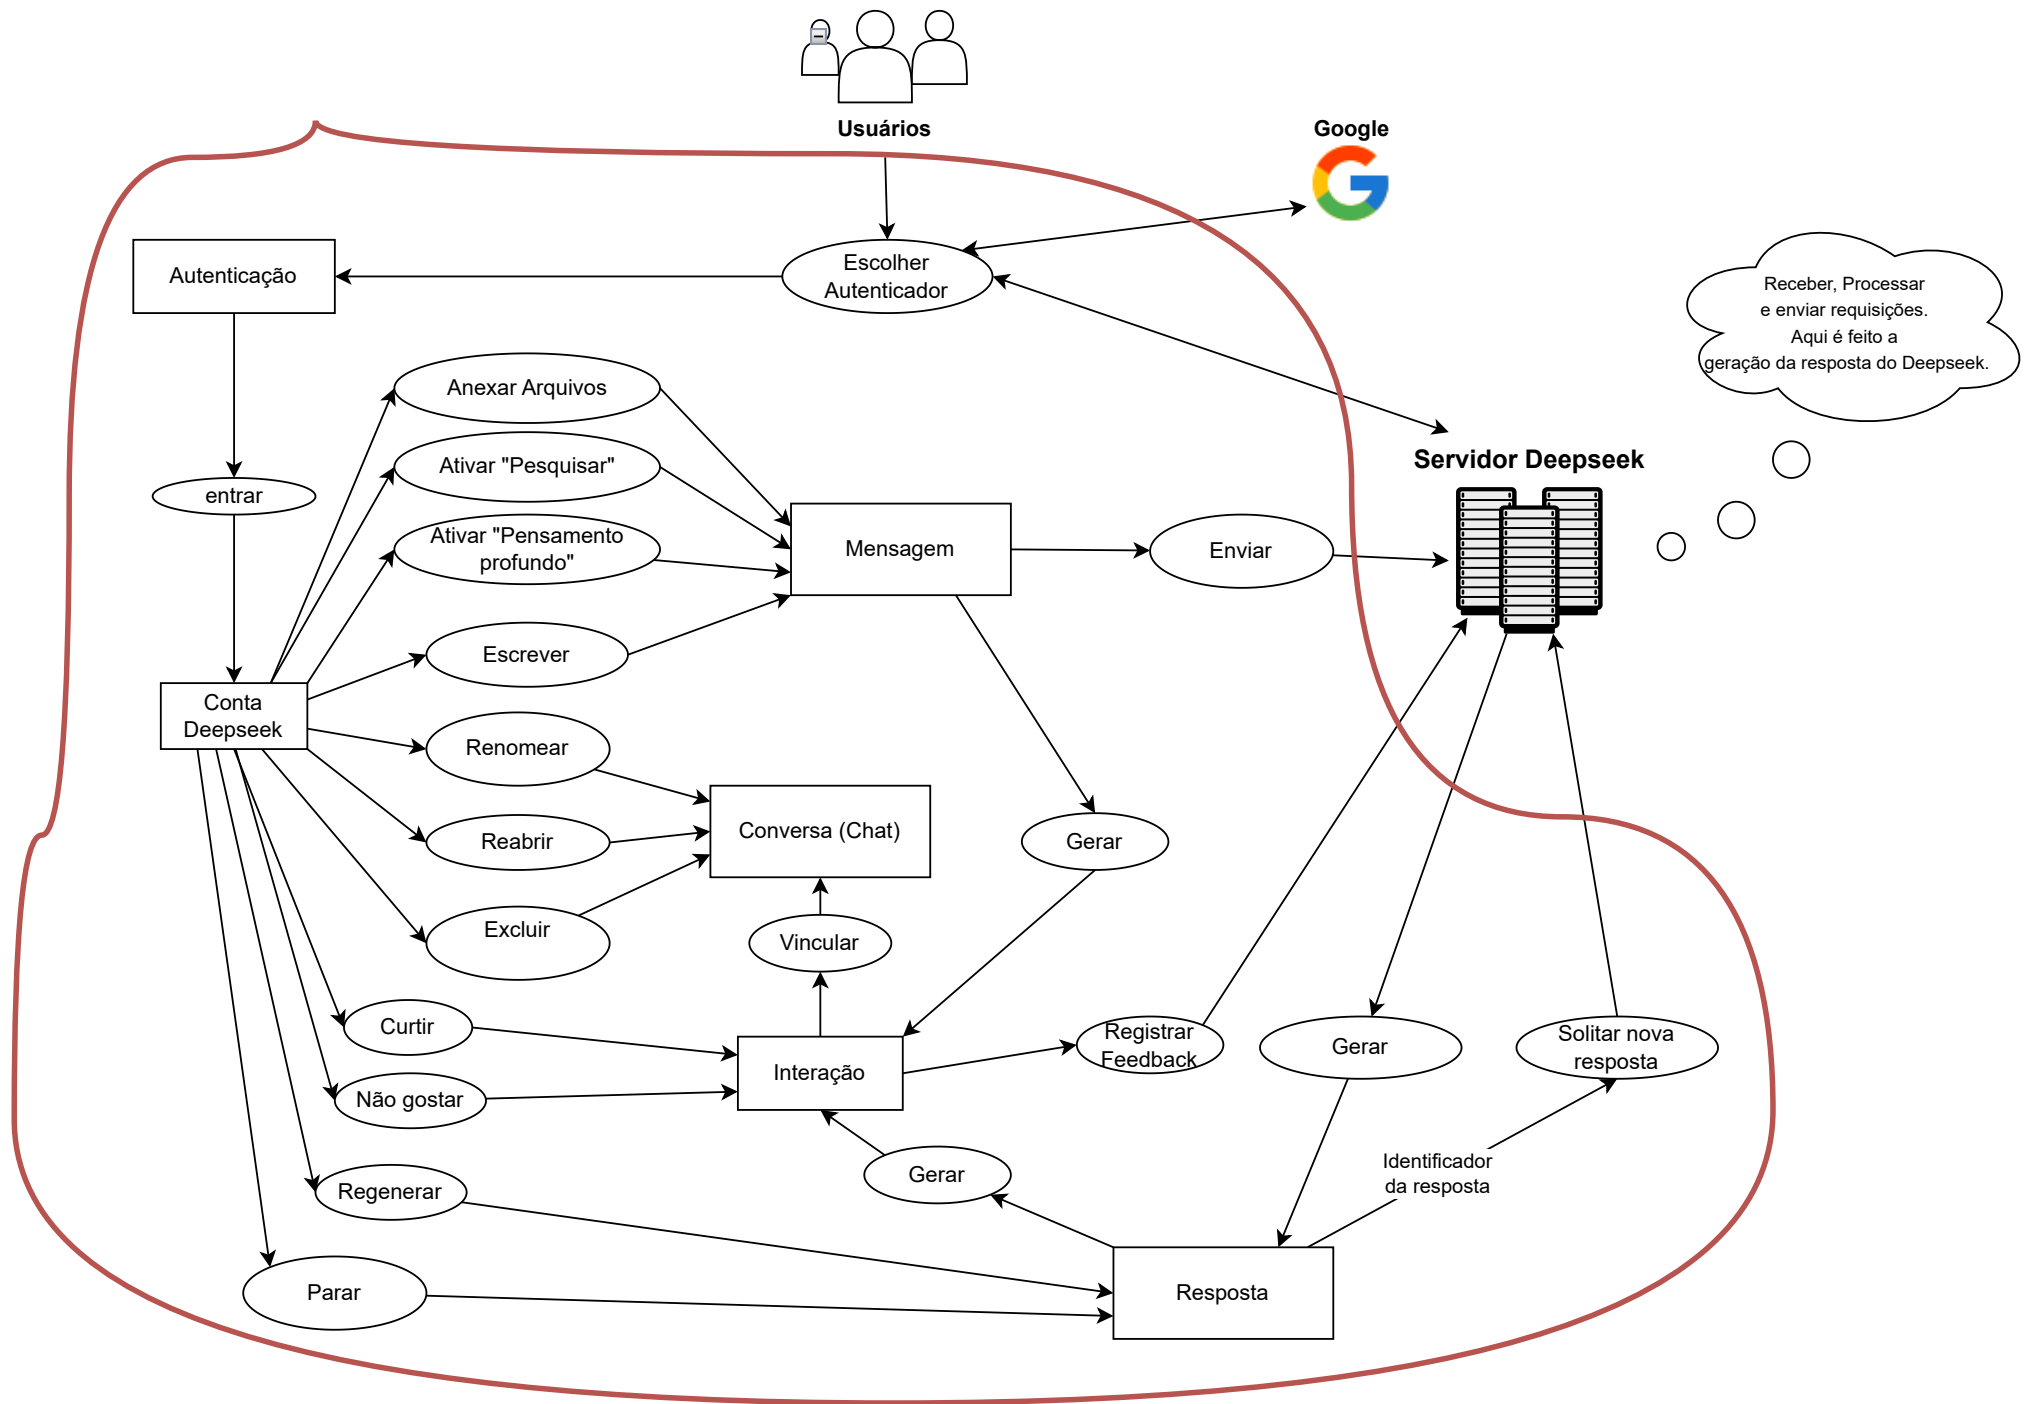 Usuários
Google
Autenticação
Escolher
Autenticador
Receber, Processar
e enviar requisições.
Aqui é feito a
geração da resposta do Deepseek.
Anexar Arquivos
Ativar "Pesquisar"
Servidor Deepseek
entrar
Ativar "Pensamento
profundo"
Mensagem
Enviar
Escrever
Conta
Deepseek
Renomear
Conversa (Chat)
Reabrir
Gerar
Excluir
Vincular
Curtir
Registrar
Feedback
Gerar
Solitar nova
resposta
Interação
Não gostar
Gerar
Identificador
da resposta
Regenerar
Parar
Resposta